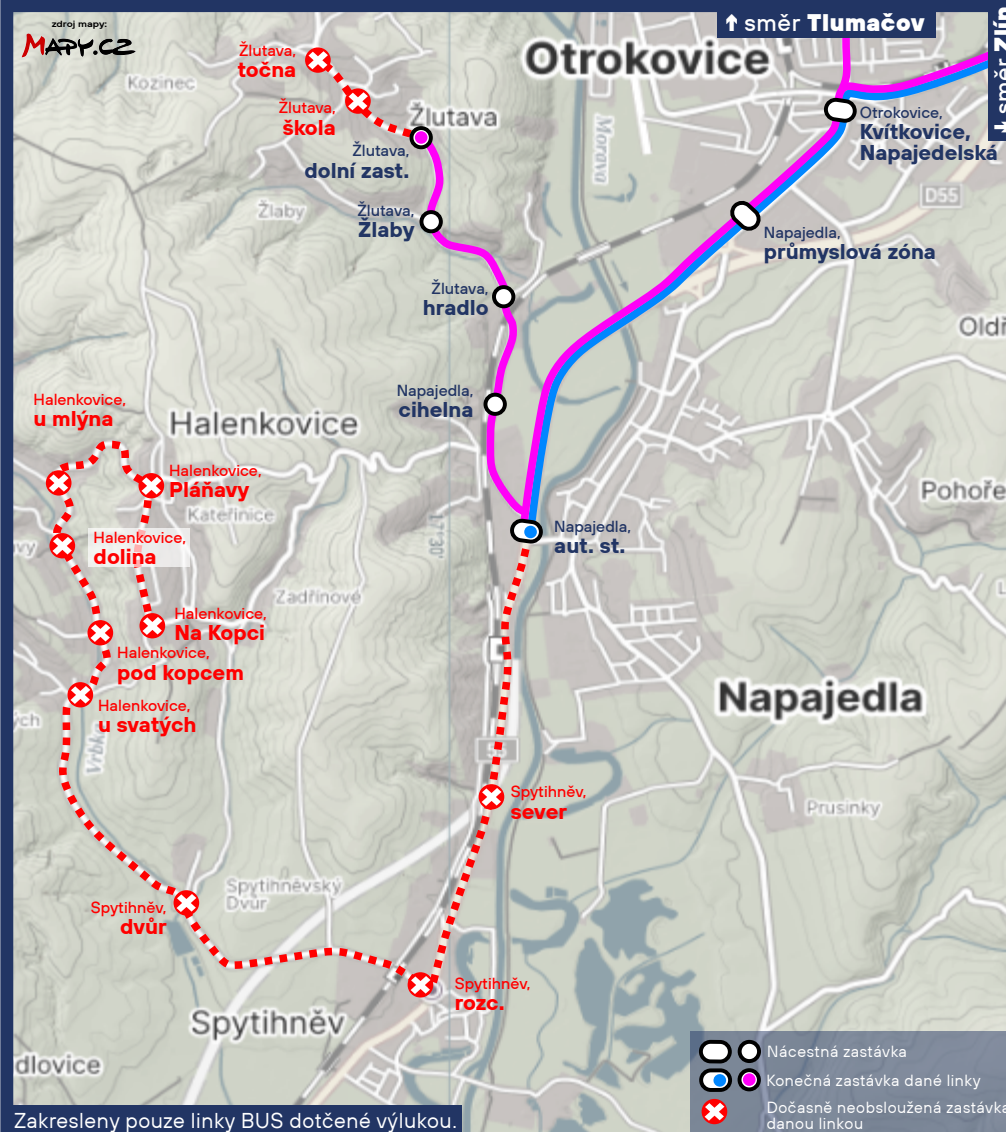 zdroj mapy:
MAPY.CZ
↑ směr Tlumačov
směr Zlín
Otrokovice
Žlutava,
točna
Kozinec
Žlutava,
škola
Žlutava
Otrokovice,
Kvítkovice,
Napajedelská
Morava
Žlutava,
dolní zast.
D55
Žlaby
Žlutava,
Žlaby
Napajedla,
průmyslová zóna
Žlutava,
hradlo
Napajedla,
cihelna
Halenkovice,
u mlýna
Halenkovice
Halenkovice,
Pláňavy
Pohoře
Kateřinice
17°30'
Napajedla,
aut. st.
Halenkovice,
dolina
Zadřinové
Halenkovice,
Na Kopci
Halenkovice,
pod kopcem
Napajedla
Halenkovice,
u svatých
Vrbka
Spytihněv,
sever
Prusinky
Spytihněvský
Dvůr
Spytihněv,
dvůr
Spytihněv,
rozc.
Spytihněv
dlovice
Nácestná zastávka
Konečná zastávka dané linky
Dočasně neobsloužená zastávka
danou linkou
Zakresleny pouze linky BUS dotčené výlukou.